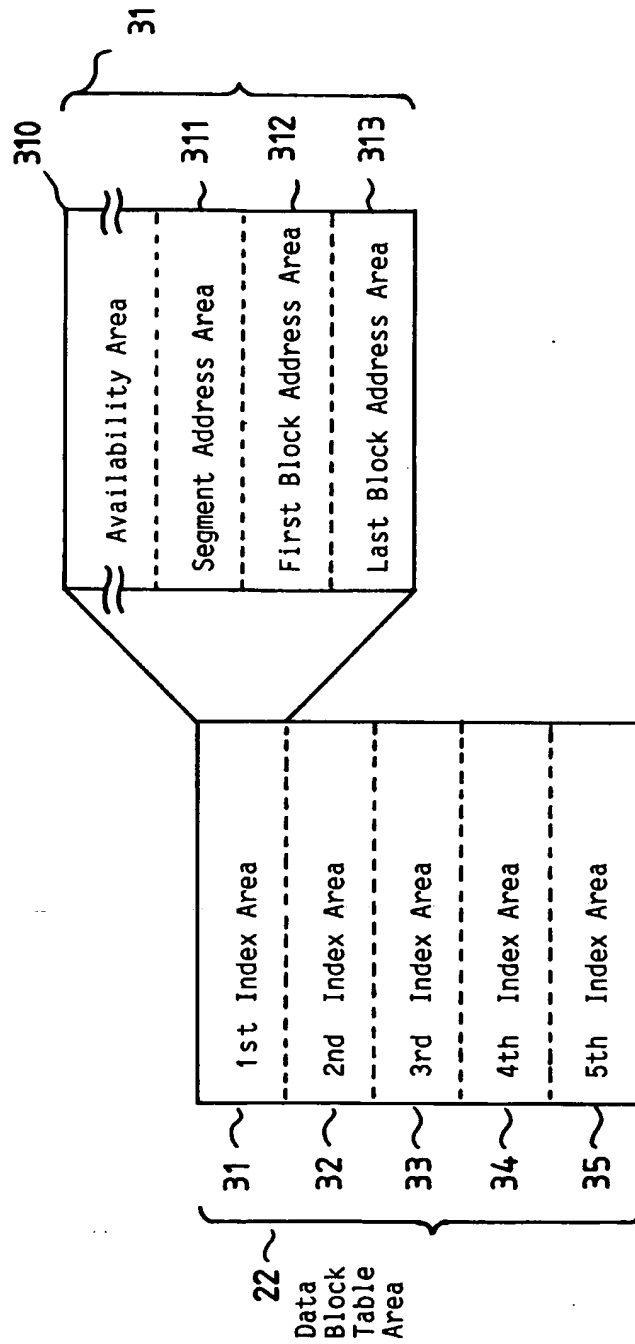 22
Data
Block
Table
Area
31 1st Index Area
32 2nd Index Area
33 3rd Index Area
34 4th Index Area
35 5th Index Area
310 Availability Area
311 Segment Address Area
312 First Block Address Area
313 Last Block Address Area
31